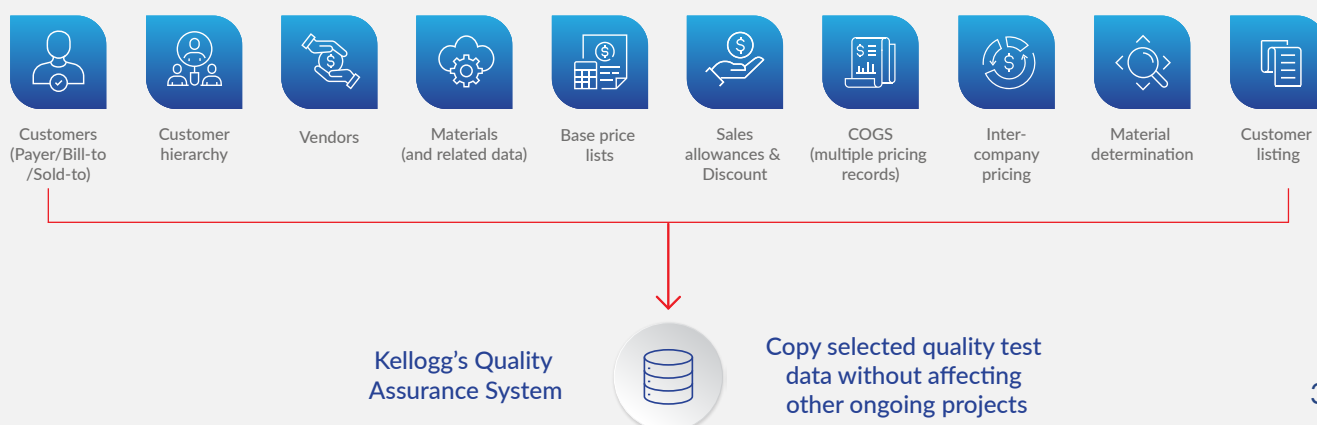 Customers
(Payer/Bill-to
/Sold-to)
Customer
hierarchy
Vendors
Materials
(and related data)
Base price
lists
Sales
allowances &
Discount
COGS
(multiple pricing
records)
Inter-
company
pricing
Material
determination
Customer
listing
Kellogg’s Quality
Assurance System
Copy selected quality test
data without affecting
other ongoing projects
3